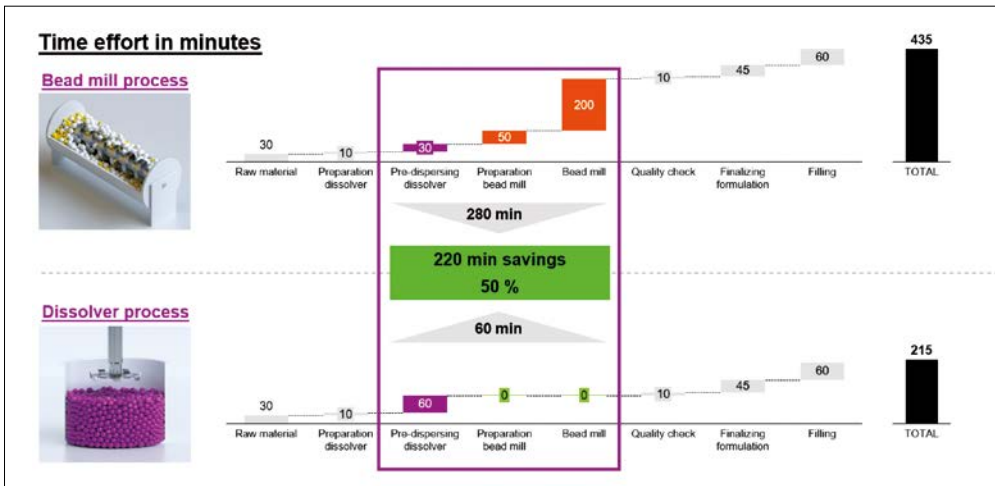 Time effort in minutes
Bead mill process
30
10
30
50
200
10
45
60
435
Raw material
Preparation
dissolver
Pre-dispersing
dissolver
Preparation
bead mill
Bead mill
Quality check
Finalizing
formulation
Filling
TOTAL
280 min
220 min savings
50 %
60 min
Dissolver process
30
10
60
0
0
10
45
60
215
Raw material
Preparation
dissolver
Pre-dispersing
dissolver
Preparation
bead mill
Bead mill
Quality check
Finalizing
formulation
Filling
TOTAL